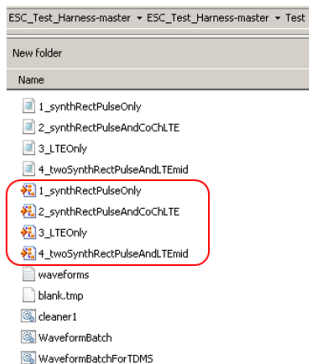 ESC_Test_Harness-master ▾ ESC_Test_Harness-master ▾ Test
New folder
Name
1_synthRectPulseOnly
2_synthRectPulseAndCoChLTE
3_LTEOnly
4_twoSynthRectPulseAndLTEmid
1_synthRectPulseOnly
2_synthRectPulseAndCoChLTE
3_LTEOnly
4_twoSynthRectPulseAndLTEmid
waveforms
blank.tmp
cleaner1
WaveformBatch
WaveformBatchForTDMS